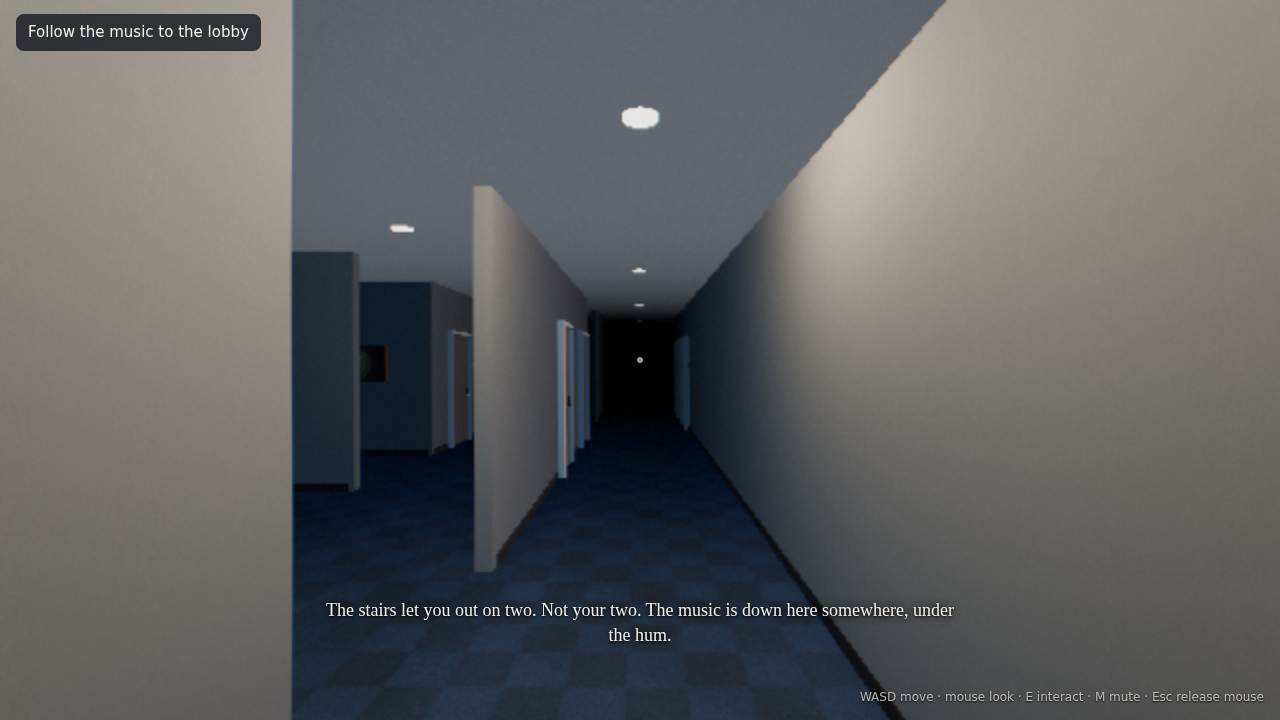 Follow the music to the lobby
The stairs let you out on two. Not your two. The music is down here somewhere, under
the hum.
WASD move · mouse look · E interact · M mute · Esc release mouse